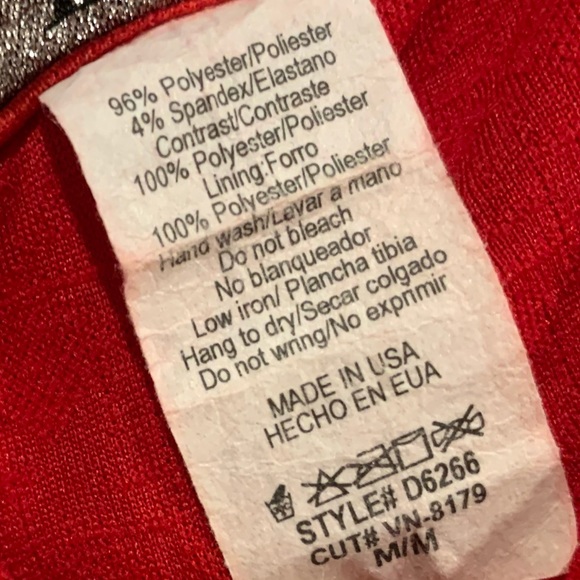 96% Polyester/Poliester
4% Spandex/Elastano
Contrast/Contraste
100% Polyester/Poliester
Lining:Forro
100% Polyester/Poliester
Hand wash/Lavar a mano
Do not bleach
No blanqueador
Low iron/ Plancha tibia
Hang to dry/Secar colgado
Do not wring/No exprimir
MADE IN USA
HECHO EN EUA
STYLE# D6266
CUT# VN-8179
M/M